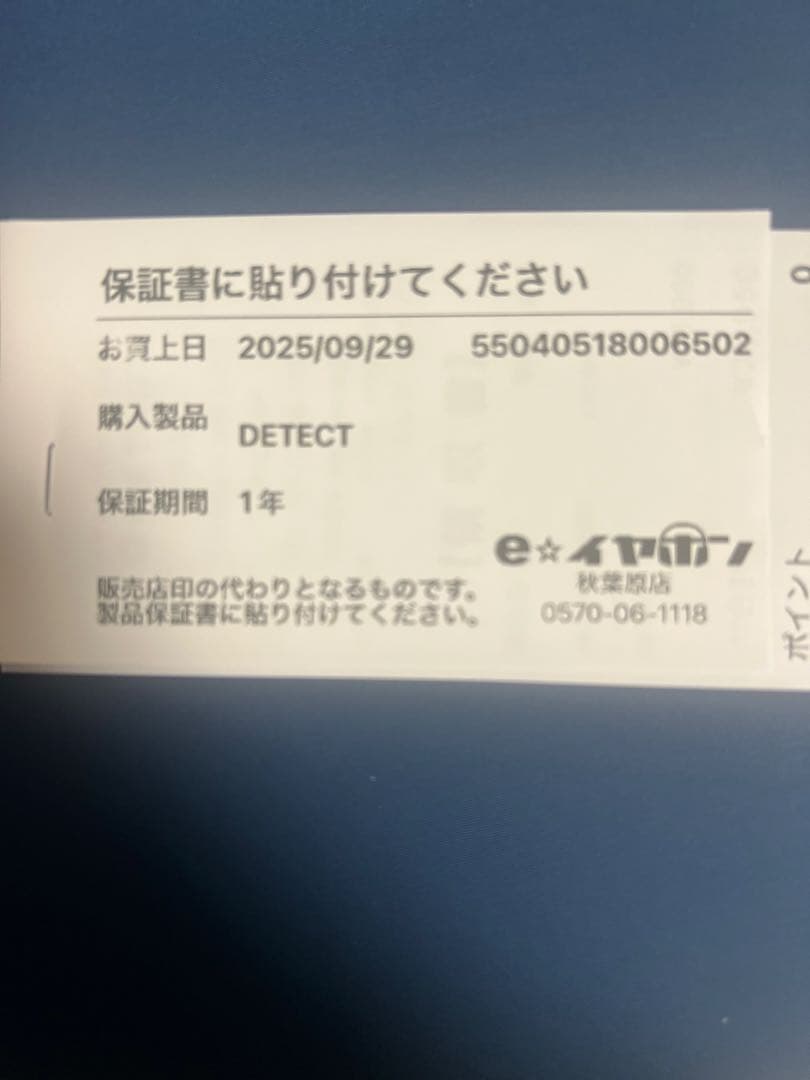 保証書に貼り付けてください
お買上日 2025/09/29 55040518006502
購入製品 DETECT
保証期間 1年
e☆イヤホン
秋葉原店
0570-06-1118
販売店印の代わりとなるものです。
製品保証書に貼り付けてください。
ポイント